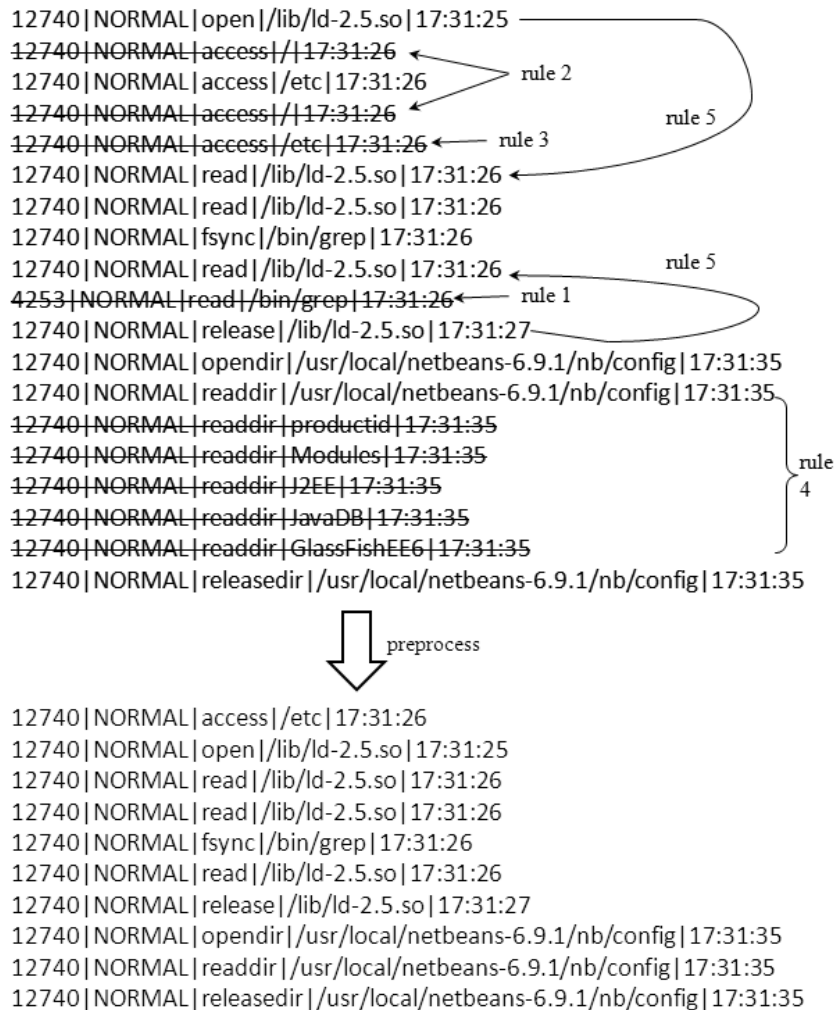 12740|NORMAL|open|/lib/ld-2.5.so|17:31:25
12740|NORMAL|access|/|17:31:26
12740|NORMAL|access|/etc|17:31:26
rule 2
12740|NORMAL|access|/|17:31:26
rule 5
12740|NORMAL|access|/etc|17:31:26
rule 3
12740|NORMAL|read|/lib/ld-2.5.so|17:31:26
12740|NORMAL|read|/lib/ld-2.5.so|17:31:26
12740|NORMAL|fsync|/bin/grep|17:31:26
12740|NORMAL|read|/lib/ld-2.5.so|17:31:26
rule 5
4253|NORMAL|read|/bin/grep|17:31:26
rule 1
12740|NORMAL|release|/lib/ld-2.5.so|17:31:27
12740|NORMAL|opendir|/usr/local/netbeans-6.9.1/nb/config|17:31:35
12740|NORMAL|readdir|/usr/local/netbeans-6.9.1/nb/config|17:31:35
12740|NORMAL|readdir|productid|17:31:35
12740|NORMAL|readdir|Modules|17:31:35
12740|NORMAL|readdir|J2EE|17:31:35
12740|NORMAL|readdir|JavaDB|17:31:35
12740|NORMAL|readdir|GlassFishEE6|17:31:35
rule
4
12740|NORMAL|releasedir|/usr/local/netbeans-6.9.1/nb/config|17:31:35
preprocess
12740|NORMAL|access|/etc|17:31:26
12740|NORMAL|open|/lib/ld-2.5.so|17:31:25
12740|NORMAL|read|/lib/ld-2.5.so|17:31:26
12740|NORMAL|read|/lib/ld-2.5.so|17:31:26
12740|NORMAL|fsync|/bin/grep|17:31:26
12740|NORMAL|read|/lib/ld-2.5.so|17:31:26
12740|NORMAL|release|/lib/ld-2.5.so|17:31:27
12740|NORMAL|opendir|/usr/local/netbeans-6.9.1/nb/config|17:31:35
12740|NORMAL|readdir|/usr/local/netbeans-6.9.1/nb/config|17:31:35
12740|NORMAL|releasedir|/usr/local/netbeans-6.9.1/nb/config|17:31:35